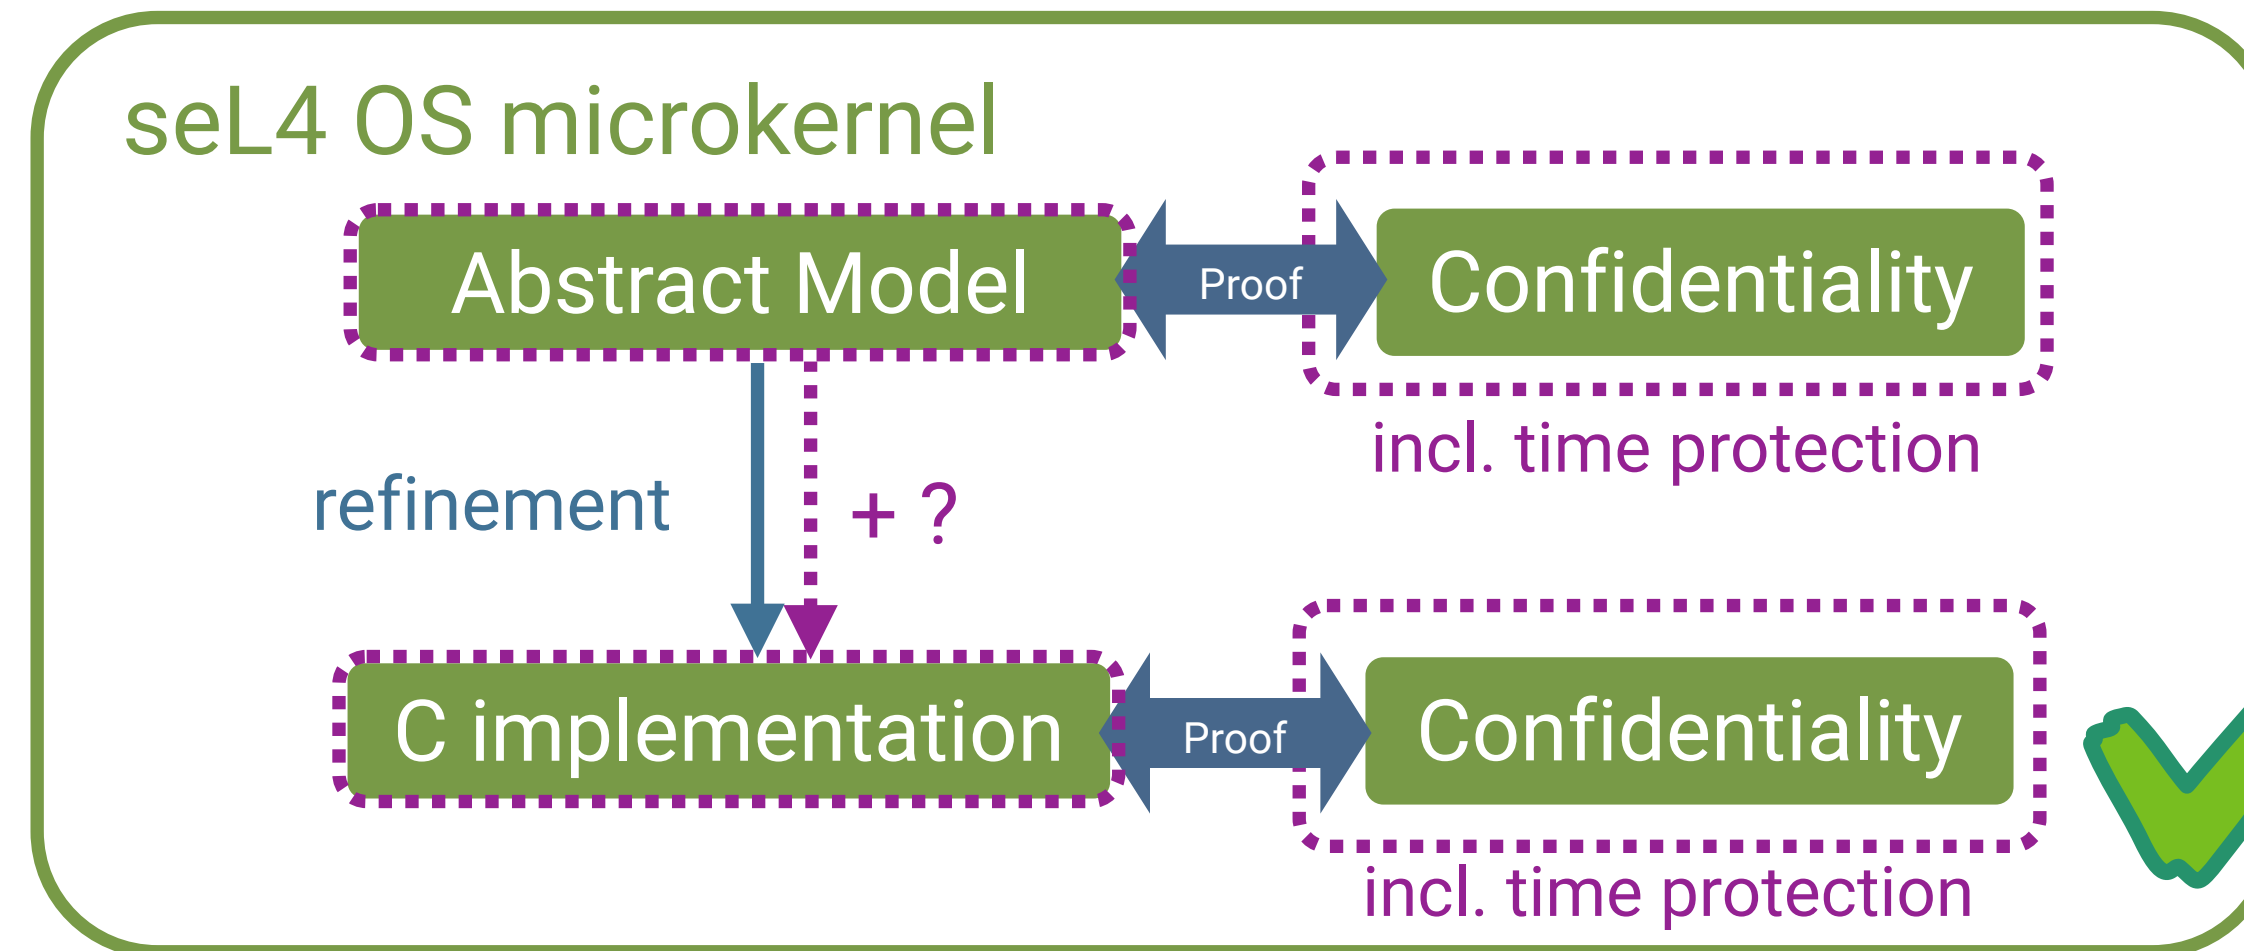 seL4 OS microkernel
Abstract Model
Proof
Confidentiality
incl. time protection
refinement
+ ?
C implementation
Proof
Confidentiality
incl. time protection